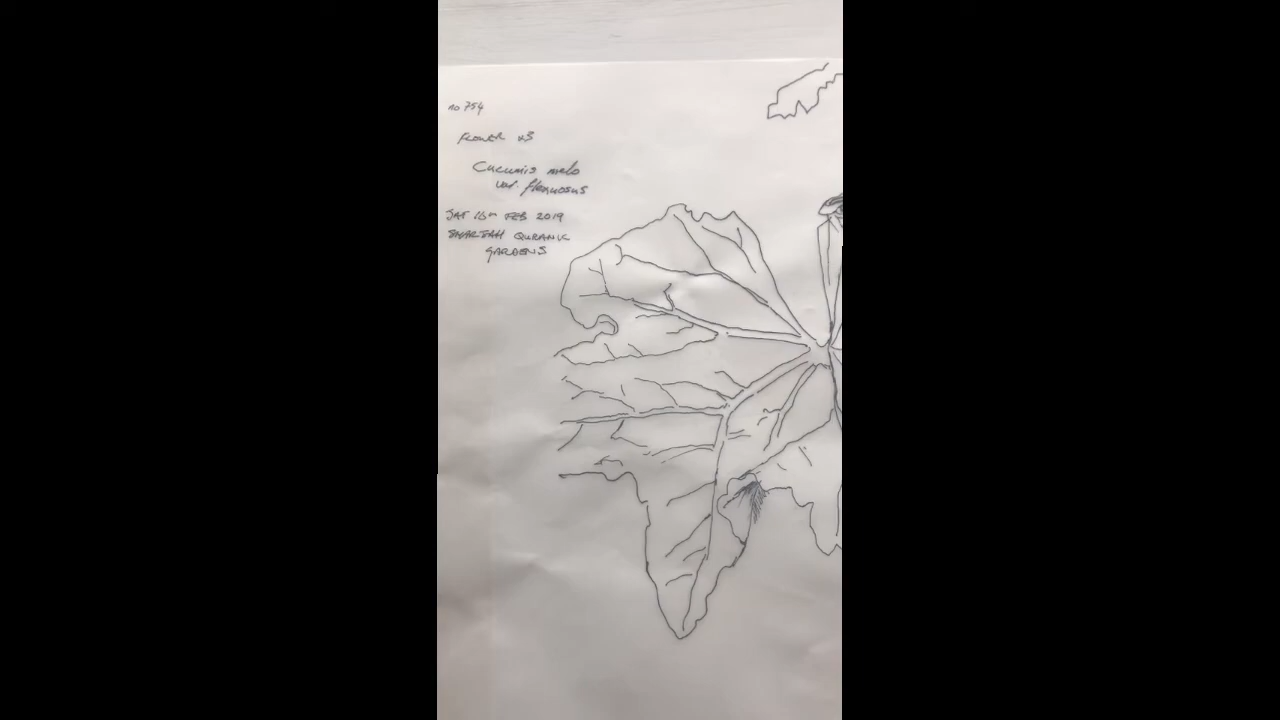 no 754
FLOWER x3
Cucumis melo
var. flexuosus
SAT 16TH FEB 2019
SHARJAH QURANIC
GARDENS